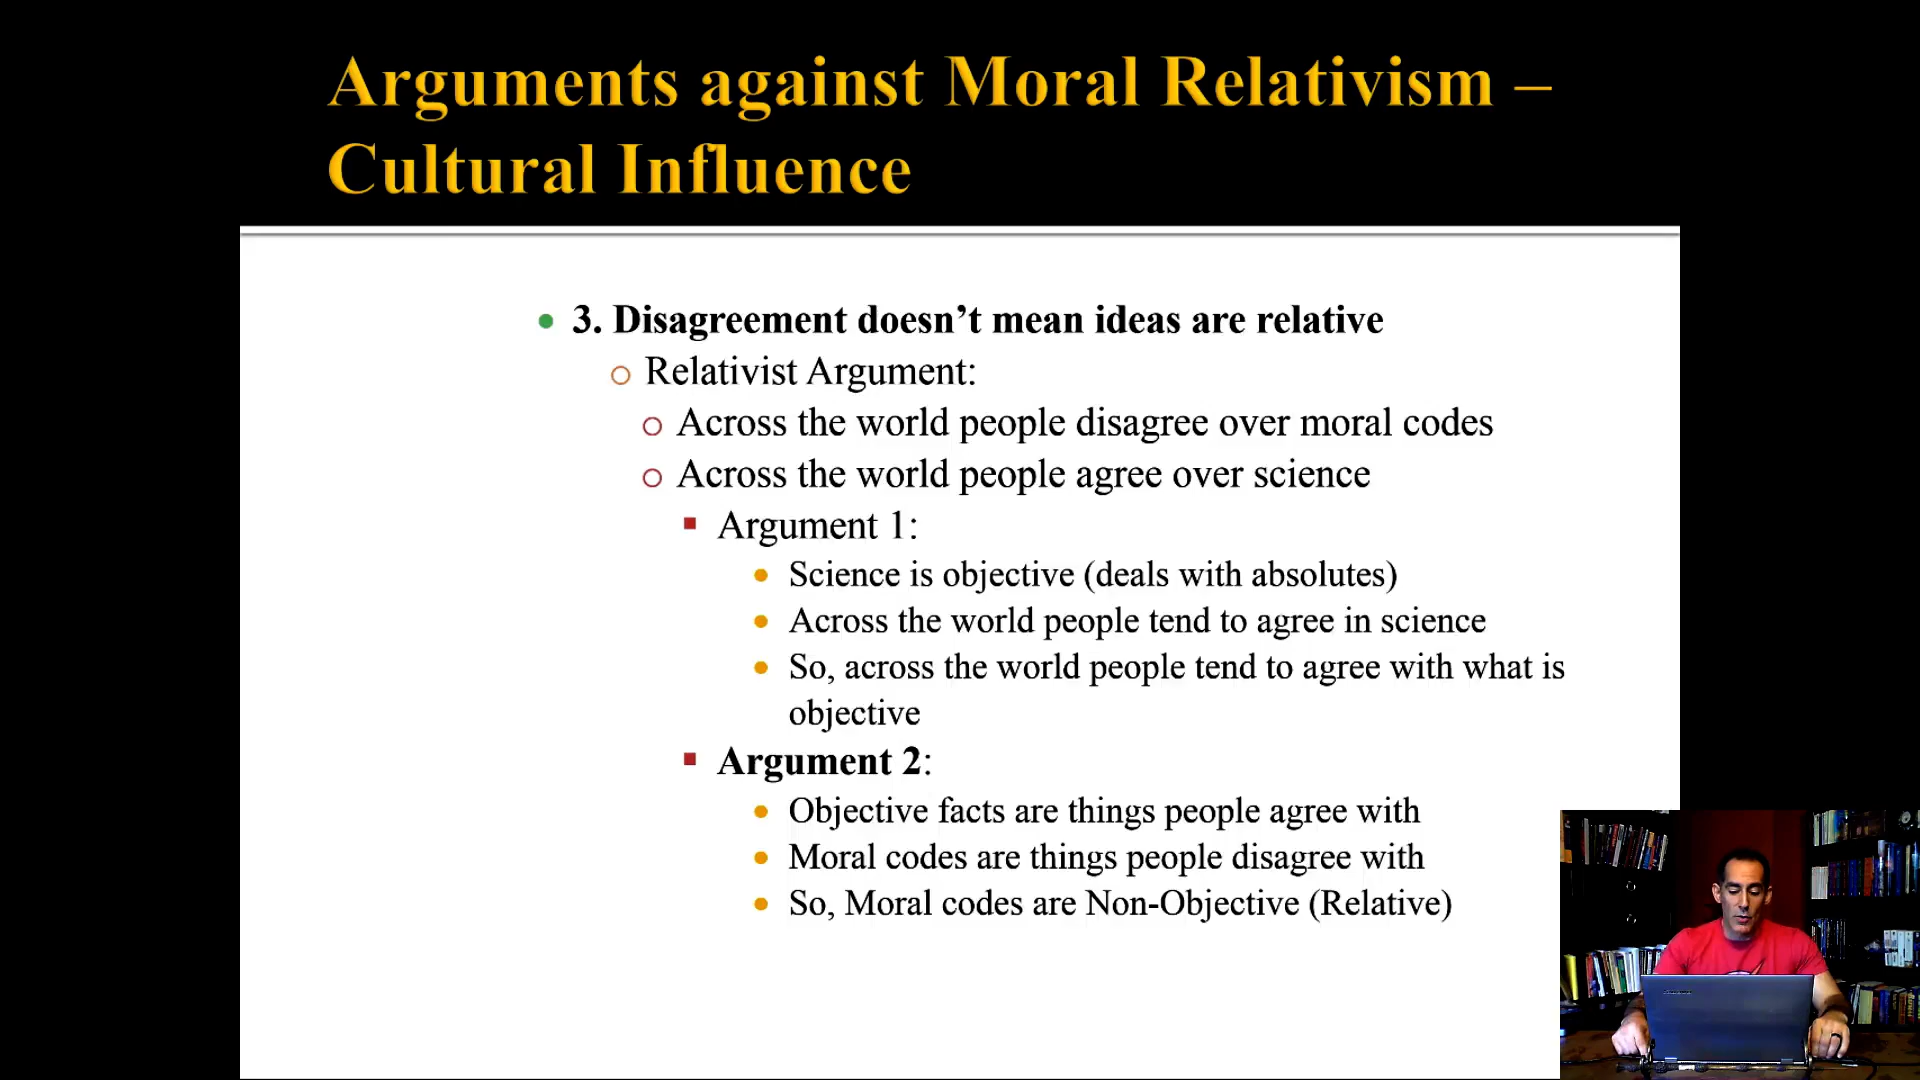 Arguments against Moral Relativism –
Cultural Influence
3. Disagreement doesn’t mean ideas are relative
Relativist Argument:
Across the world people disagree over moral codes
Across the world people agree over science
Argument 1:
Science is objective (deals with absolutes)
Across the world people tend to agree in science
So, across the world people tend to agree with what is
objective
Argument 2:
Objective facts are things people agree with
Moral codes are things people disagree with
So, Moral codes are Non-Objective (Relative)